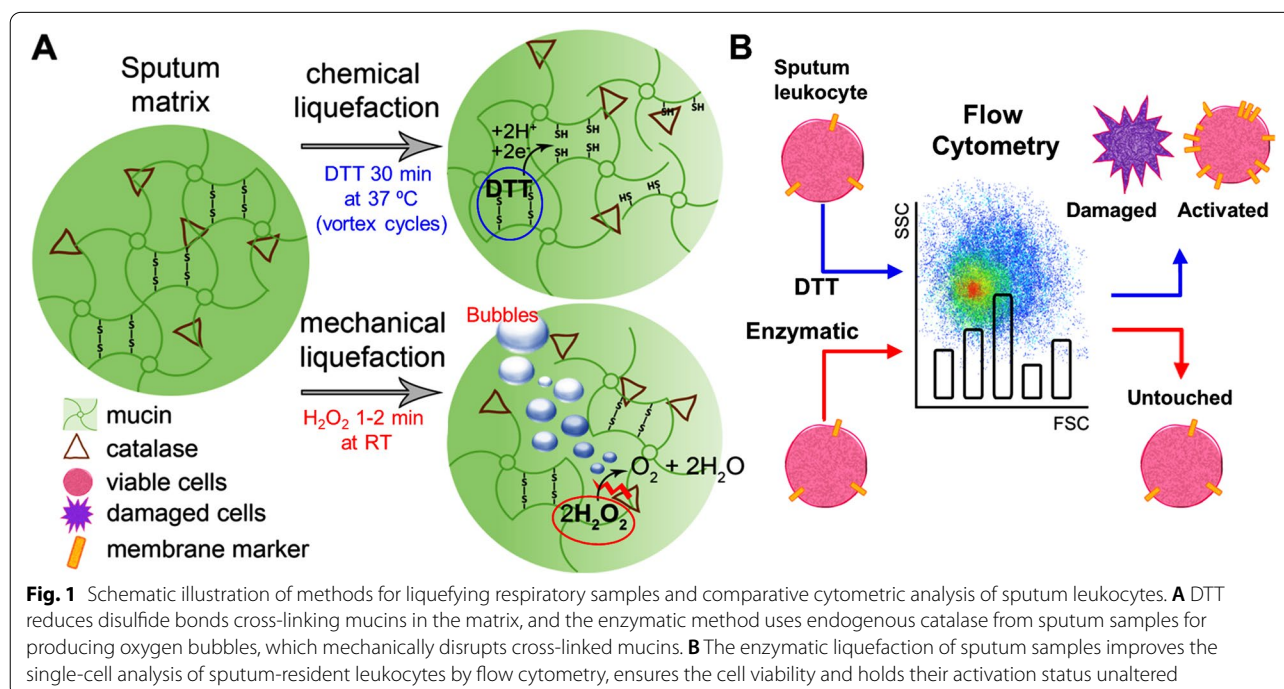 A
Sputum
matrix
chemical
liquefaction
DTT 30 min
at 37 ºC
(vortex cycles)
+2H⁺
+2e⁻
DTT
S
S
S
S
SH
SH
SH
SH
SH
SH
HS
HS
mechanical
liquefaction
H₂O₂ 1-2 min
at RT
Bubbles
O₂ + 2H₂O
2H₂O₂
mucin
catalase
viable cells
damaged cells
membrane marker
B
Sputum
leukocyte
DTT
Enzymatic
Flow
Cytometry
SSC
FSC
Damaged
Activated
Untouched
Fig. 1 Schematic illustration of methods for liquefying respiratory samples and comparative cytometric analysis of sputum leukocytes. A DTT
reduces disulfide bonds cross-linking mucins in the matrix, and the enzymatic method uses endogenous catalase from sputum samples for
producing oxygen bubbles, which mechanically disrupts cross-linked mucins. B The enzymatic liquefaction of sputum samples improves the
single-cell analysis of sputum-resident leukocytes by flow cytometry, ensures the cell viability and holds their activation status unaltered